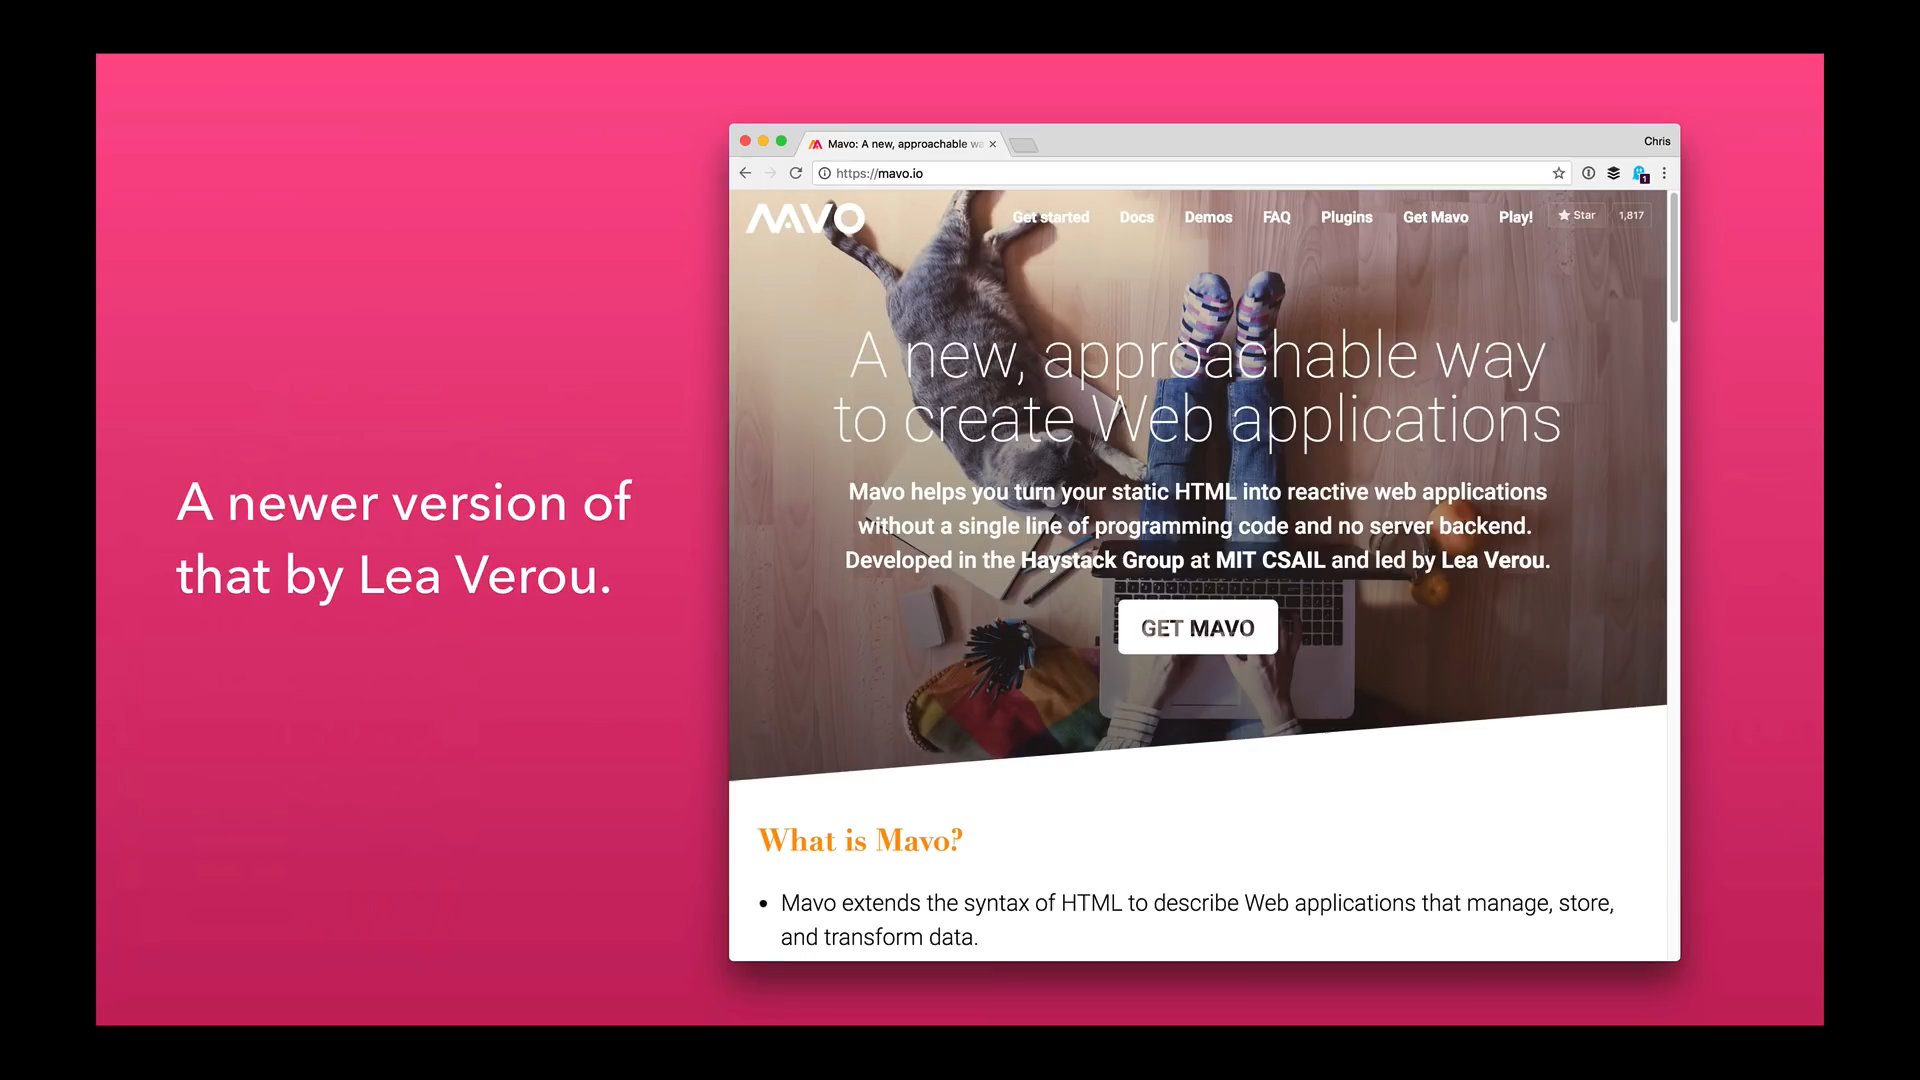 A newer version of
that by Lea Verou.
Mavo: A new, approachable wa
Chris
https://mavo.io
1
MAVO
Get started Docs Demos FAQ Plugins Get Mavo Play! Star 1,817
A new, approachable way
to create Web applications
Mavo helps you turn your static HTML into reactive web applications
without a single line of programming code and no server backend.
Developed in the Haystack Group at MIT CSAIL and led by Lea Verou.
GET MAVO
What is Mavo?
• Mavo extends the syntax of HTML to describe Web applications that manage, store,
and transform data.